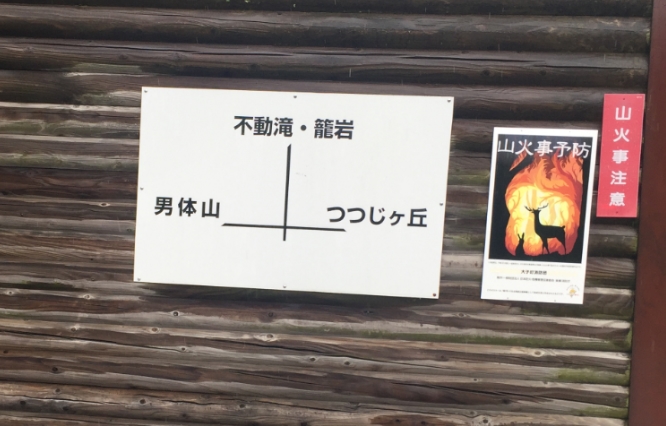 不動滝・籠岩
男体山
つつじヶ丘
山火事予防
山火事注意